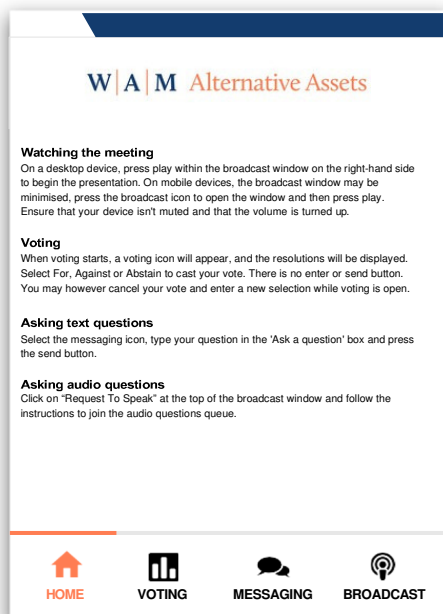 W|A|M Alternative Assets
Watching the meeting
On a desktop device, press play within the broadcast window on the right-hand side
to begin the presentation. On mobile devices, the broadcast window may be
minimised, press the broadcast icon to open the window and then press play.
Ensure that your device isn't muted and that the volume is turned up.
Voting
When voting starts, a voting icon will appear, and the resolutions will be displayed.
Select For, Against or Abstain to cast your vote. There is no enter or send button.
You may however cancel your vote and enter a new selection while voting is open.
Asking text questions
Select the messaging icon, type your question in the 'Ask a question' box and press
the send button.
Asking audio questions
Click on “Request To Speak” at the top of the broadcast window and follow the
instructions to join the audio questions queue.
HOME VOTING MESSAGING BROADCAST